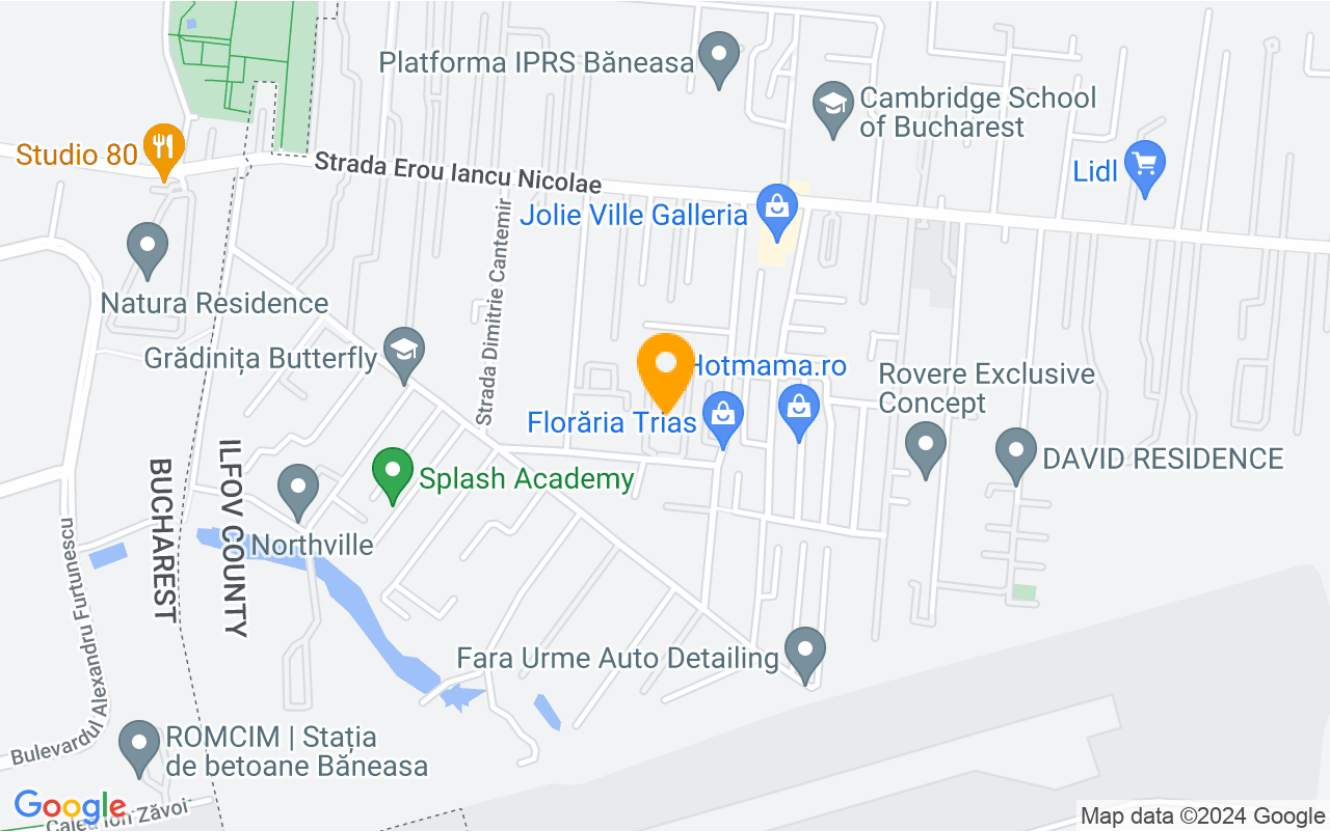 Platforma IPRS Băneasa
Cambridge School
of Bucharest
Studio 80
Strada Erou Iancu Nicolae
Lidl
Jolie Ville Galleria
Strada Dimitrie Cantemir
Natura Residence
Grădinița Butterfly
Hotmama.ro
Rovere Exclusive
Concept
Florăria Trias
DAVID RESIDENCE
Splash Academy
BUCHAREST
ILFOV COUNTY
Northville
Bulevardul Alexandru Furtunescu
Fara Urme Auto Detailing
ROMCIM | Stația
de betoane Băneasa
Google
Calea Ion Zăvoi
Map data ©2024 Google